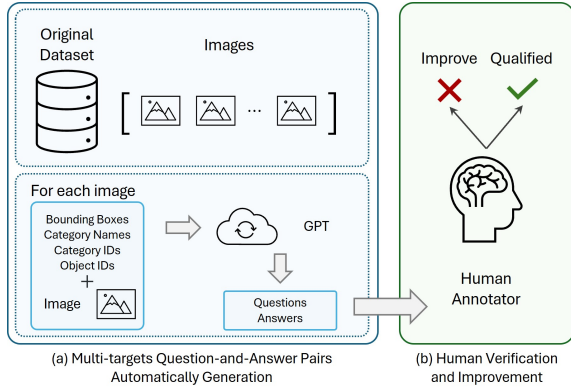 Original
Dataset
Images
...
For each image
Bounding Boxes
Category Names
Category IDs
Object IDs
+
Image
GPT
Questions
Answers
(a) Multi-targets Question-and-Answer Pairs
Automatically Generation
Improve Qualified
Human
Annotator
(b) Human Verification
and Improvement